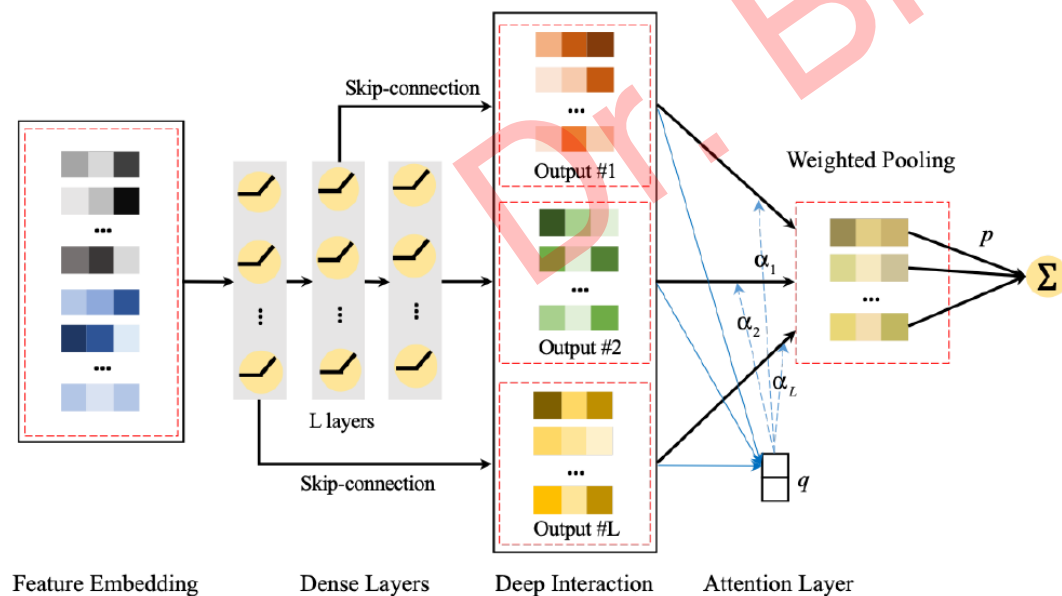 Skip-connection
Output #1
Weighted Pooling
p
Σ
α1
α2
αL
Output #2
L layers
Skip-connection
q
Output #L
Feature Embedding
Dense Layers
Deep Interaction
Attention Layer
Dr.